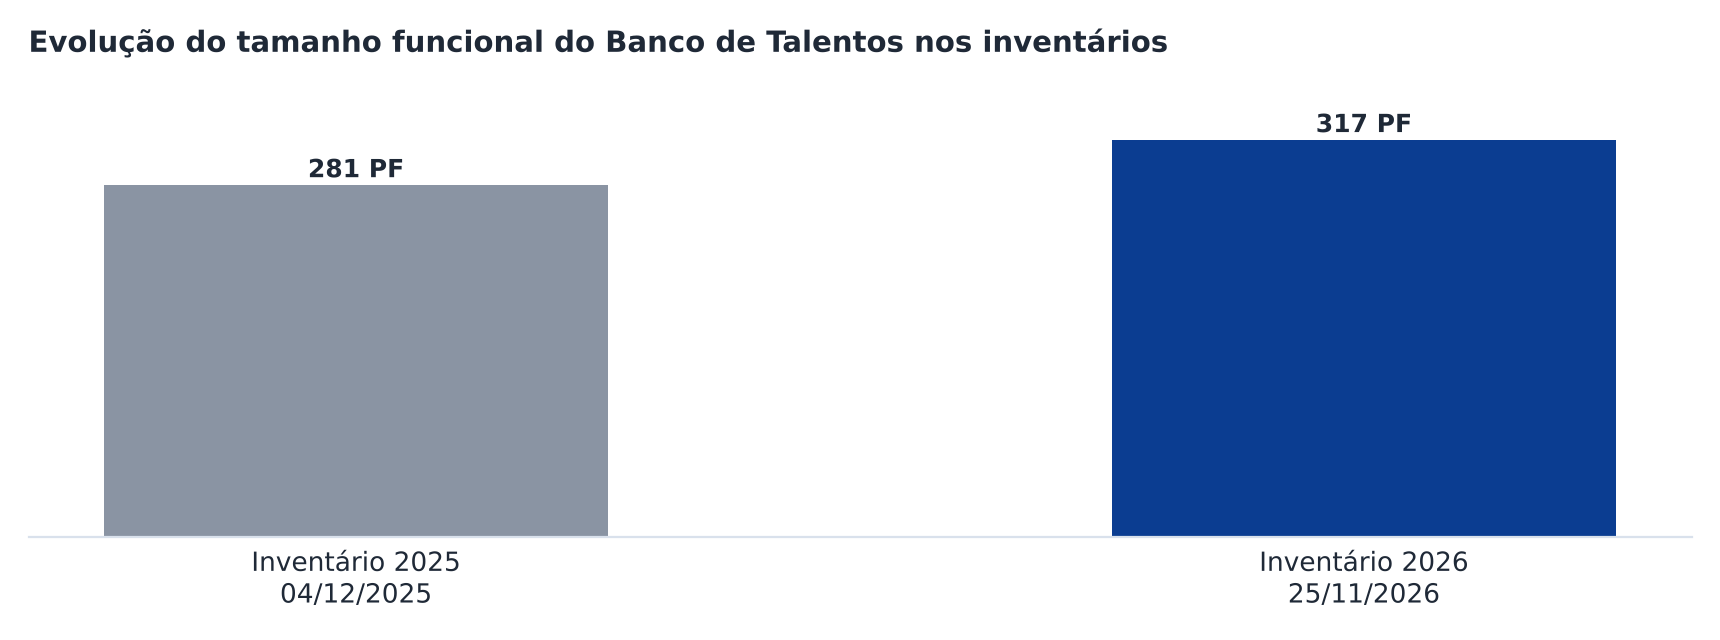 Evolução do tamanho funcional do Banco de Talentos nos inventários
281 PF
317 PF
Inventário 2025
04/12/2025
Inventário 2026
25/11/2026